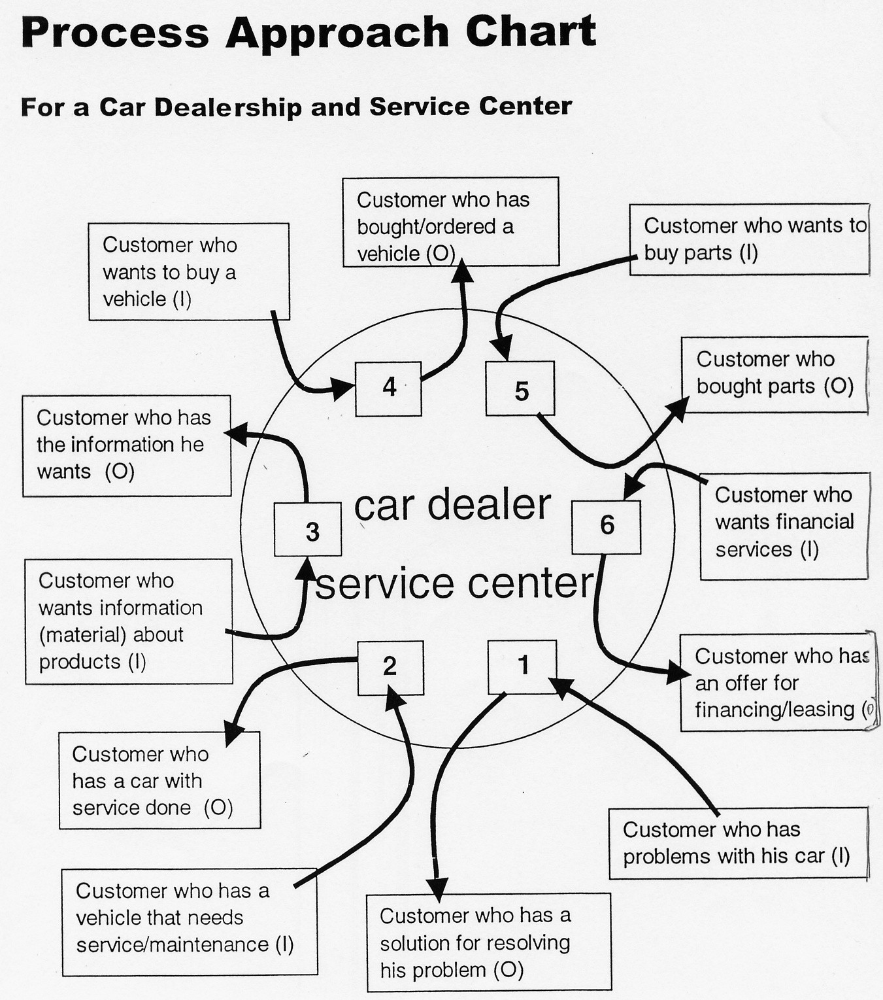 Process Approach Chart
For a Car Dealership and Service Center
Customer who has
bought/ordered a
vehicle (O)
Customer who wants to
buy parts (I)
Customer who
wants to buy a
vehicle (I)
4
5
Customer who
bought parts (O)
Customer who has
the information he
wants (O)
car dealer
service center
3
6
Customer who
wants financial
services (I)
Customer who
wants information
(material) about
products (I)
2
1
Customer who has
an offer for
financing/leasing (O)
Customer who
has a car with
service done (O)
Customer who has
problems with his car (I)
Customer who has a
vehicle that needs
service/maintenance (I)
Customer who has a
solution for resolving
his problem (O)